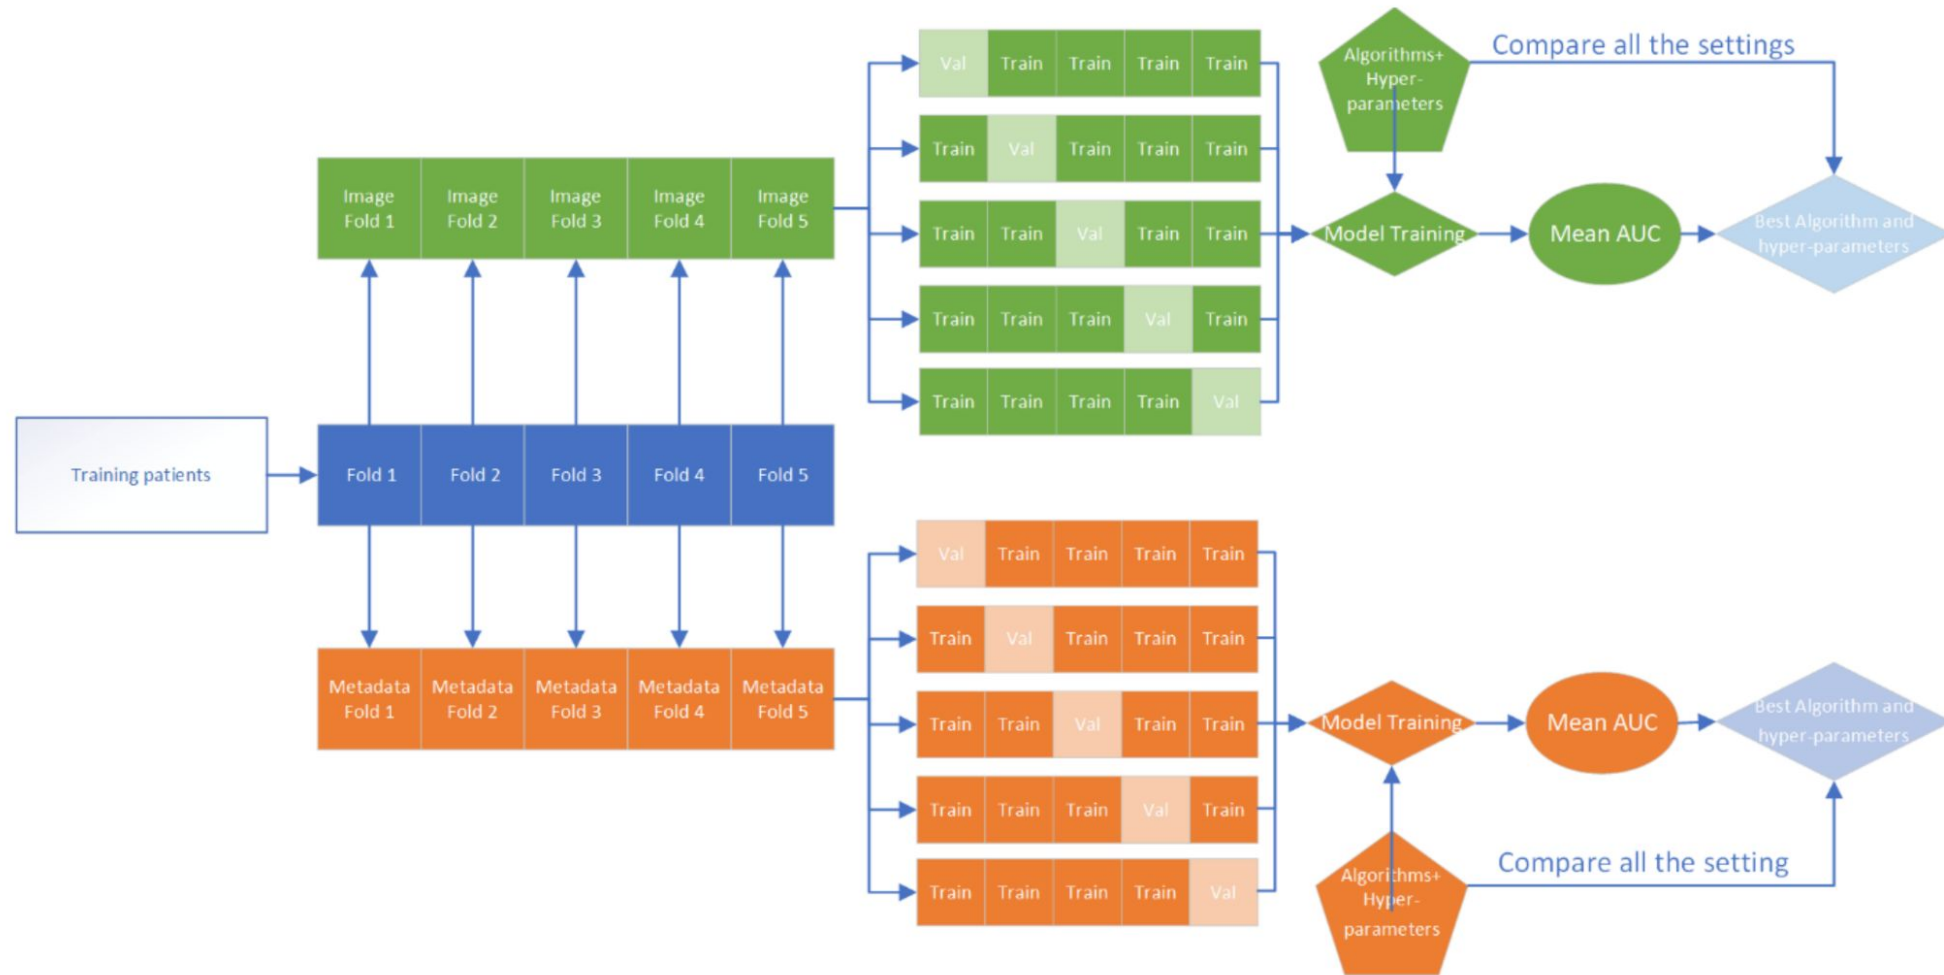 Training patients
Fold 1
Fold 2
Fold 3
Fold 4
Fold 5
Image
Fold 1
Image
Fold 2
Image
Fold 3
Image
Fold 4
Image
Fold 5
Val Train Train Train Train
Train Val Train Train Train
Train Train Val Train Train
Train Train Train Val Train
Train Train Train Train Val
Algorithms+
Hyper-
parameters
Compare all the settings
Model Training
Mean AUC
Best Algorithm and
hyper-parameters
Metadata
Fold 1
Metadata
Fold 2
Metadata
Fold 3
Metadata
Fold 4
Metadata
Fold 5
Val Train Train Train Train
Train Val Train Train Train
Train Train Val Train Train
Train Train Train Val Train
Train Train Train Train Val
Model Training
Mean AUC
Best Algorithm and
hyper-parameters
Algorithms+
Hyper-
parameters
Compare all the setting